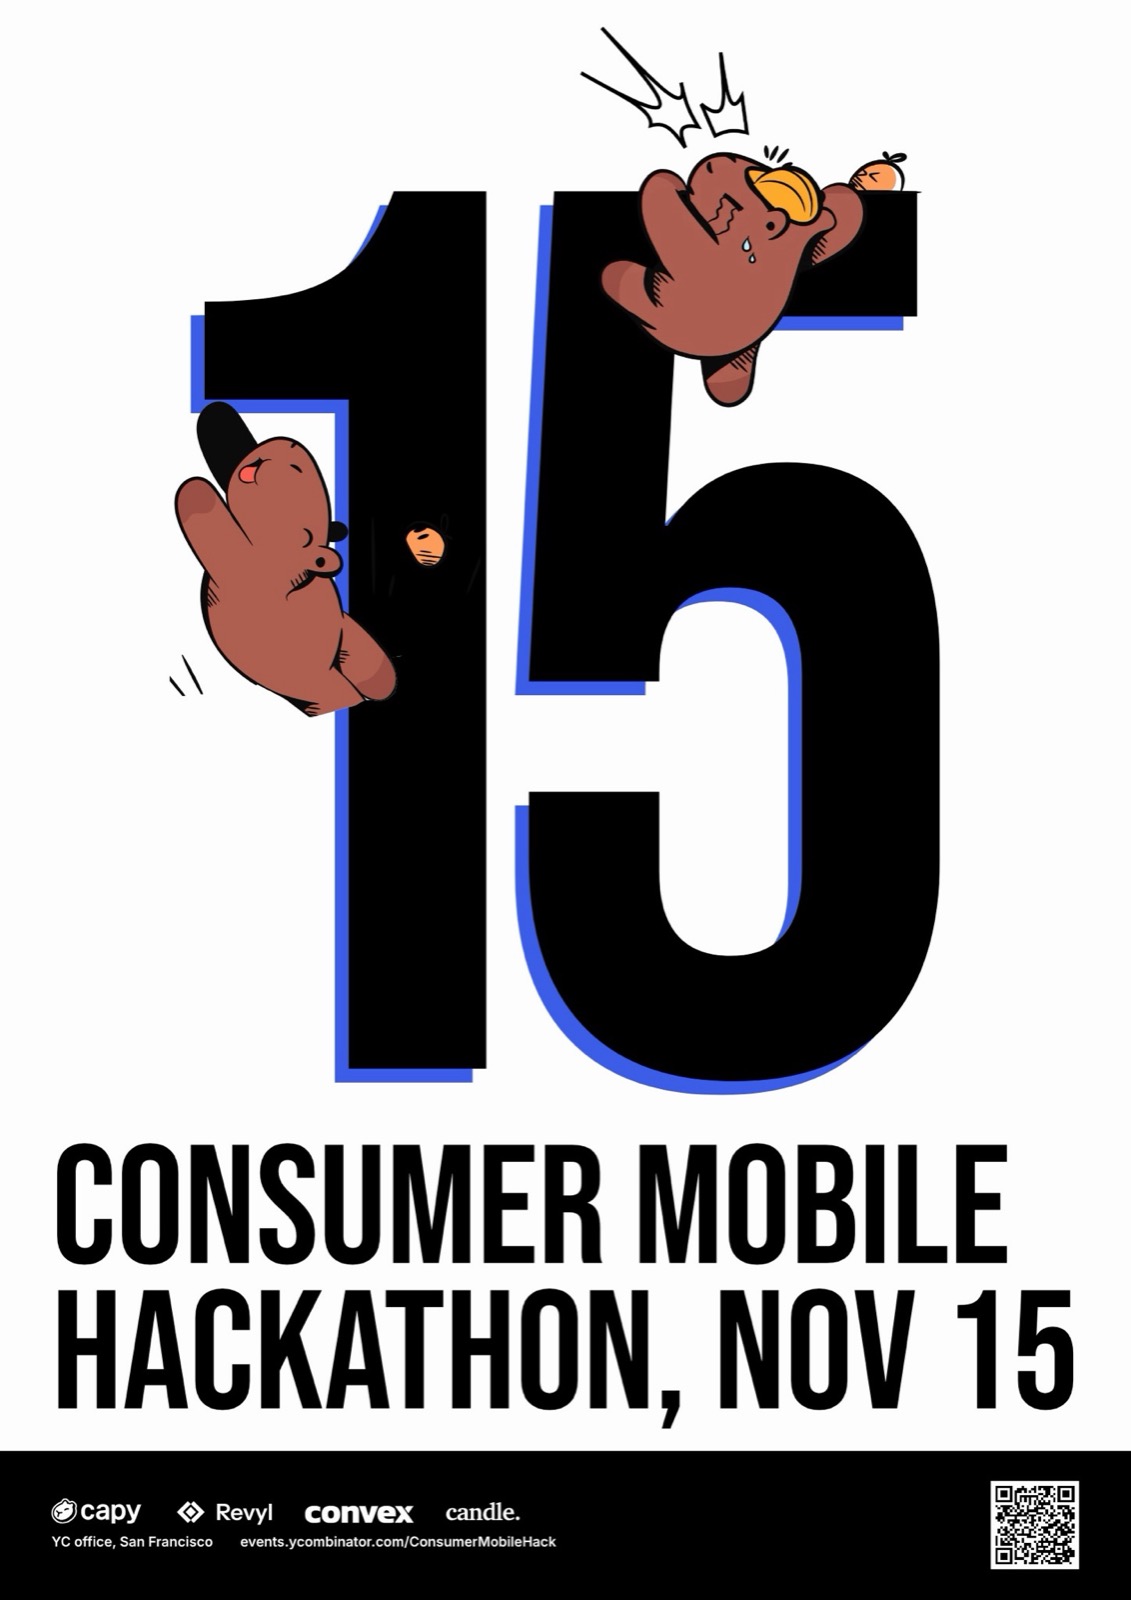 15
CONSUMER MOBILE
HACKATHON, NOV 15
capy Revyl convex candle.
YC office, San Francisco events.ycombinator.com/ConsumerMobileHack